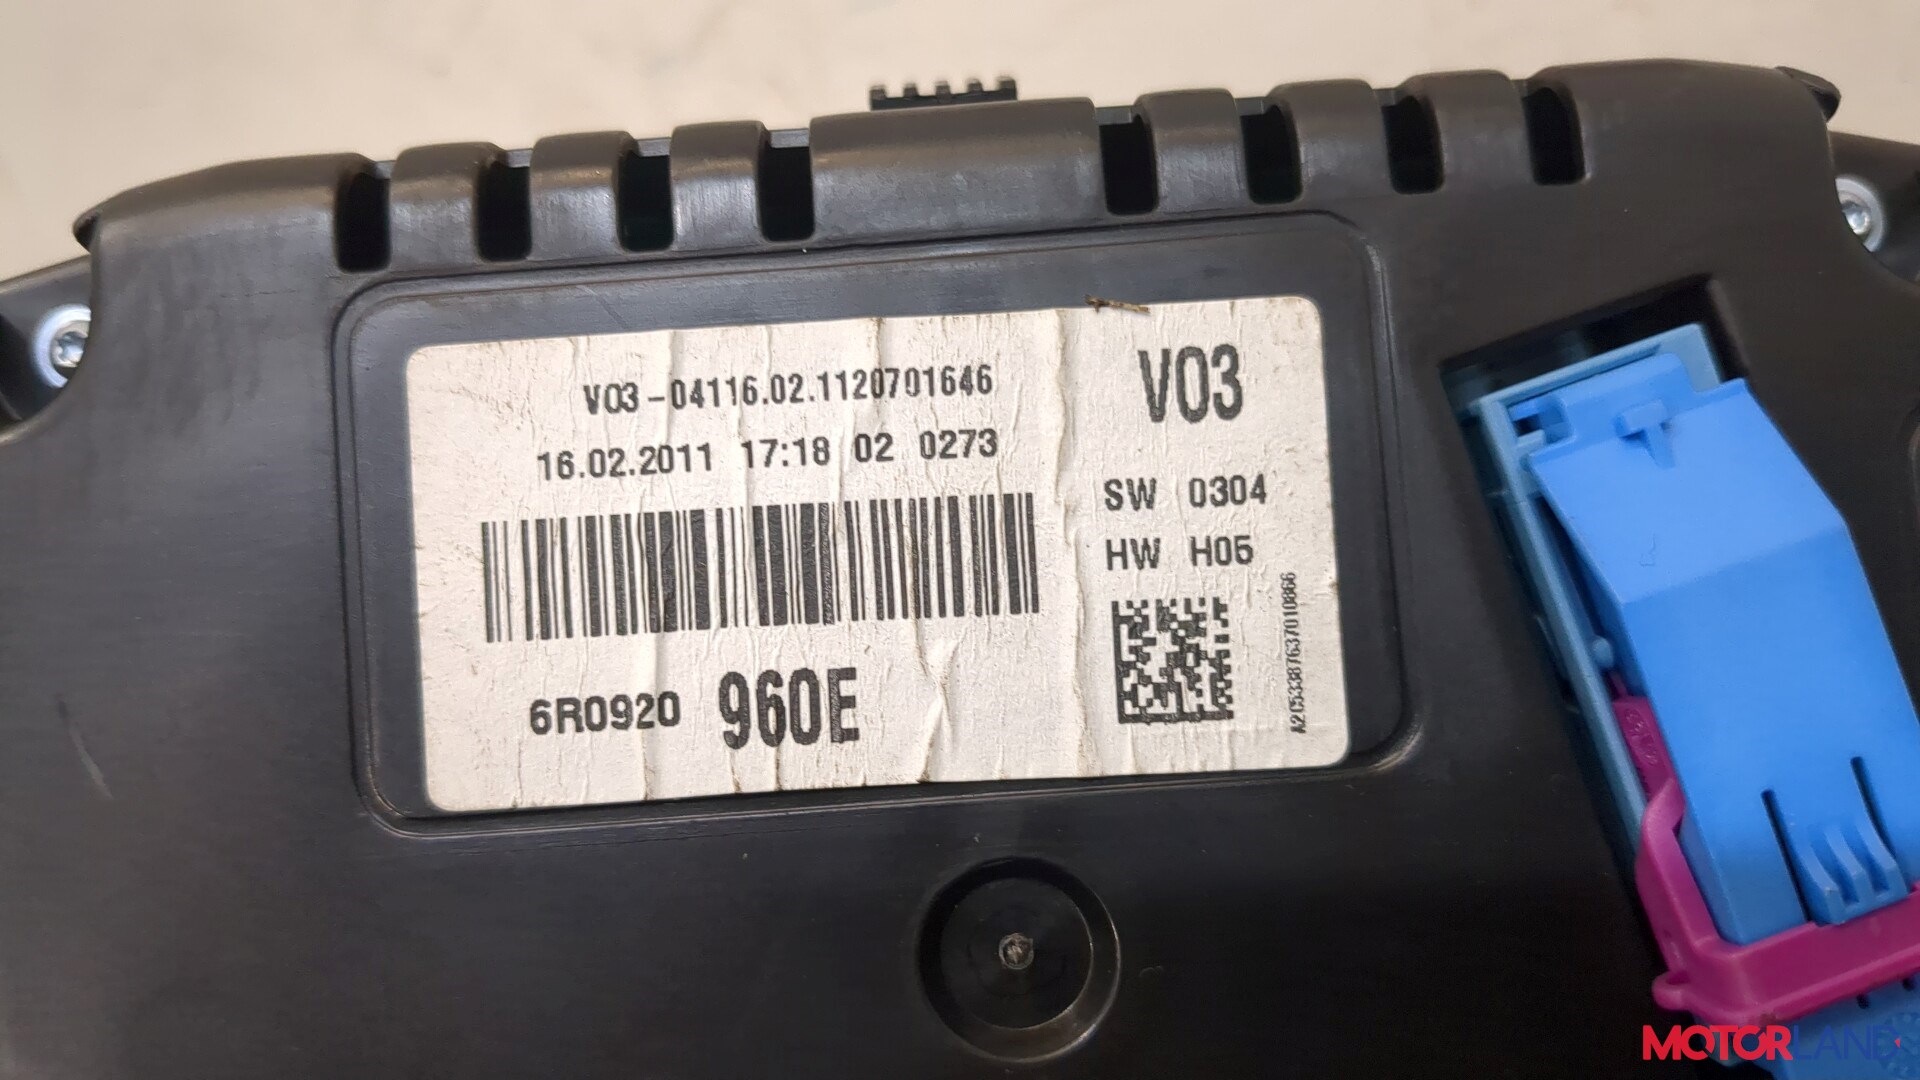 V03-04116.02.1120701646
16.02.2011 17:18 02 0273
V03
SW 0304
HW H05
6R0920 960E
A2C53387637010866
MOTORLAND